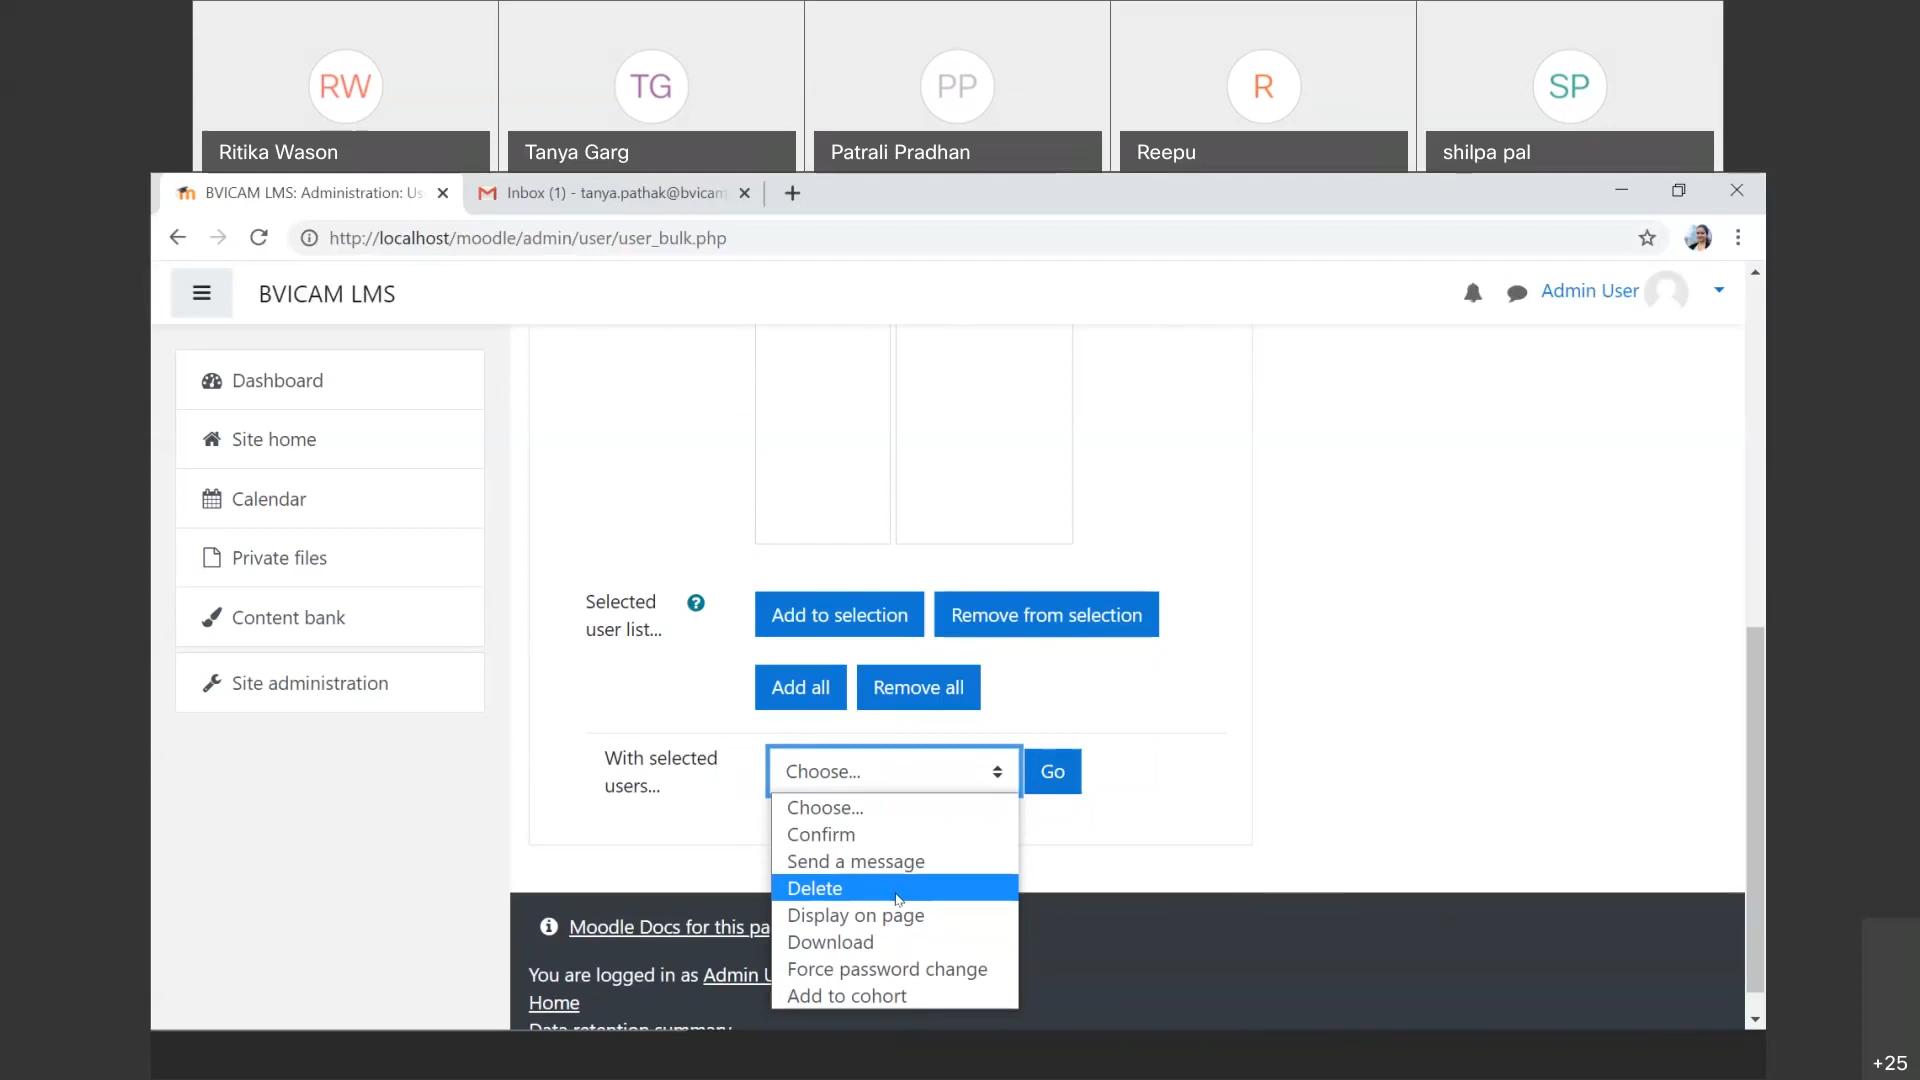 RW
TG
PP
R
SP
Ritika Wason
Tanya Garg
Patrali Pradhan
Reepu
shilpa pal
BVICAM LMS: Administration: Us
Inbox (1) - tanya.pathak@bvicam
http://localhost/moodle/admin/user/user_bulk.php
BVICAM LMS
Admin User
Dashboard
Site home
Calendar
Private files
Content bank
Site administration
Selected
user list...
Add to selection
Remove from selection
Add all
Remove all
With selected
users...
Choose...
Go
Choose...
Confirm
Send a message
Delete
Display on page
Download
Force password change
Add to cohort
Moodle Docs for this pa
You are logged in as Admin U
Home
Data retention summary
+25